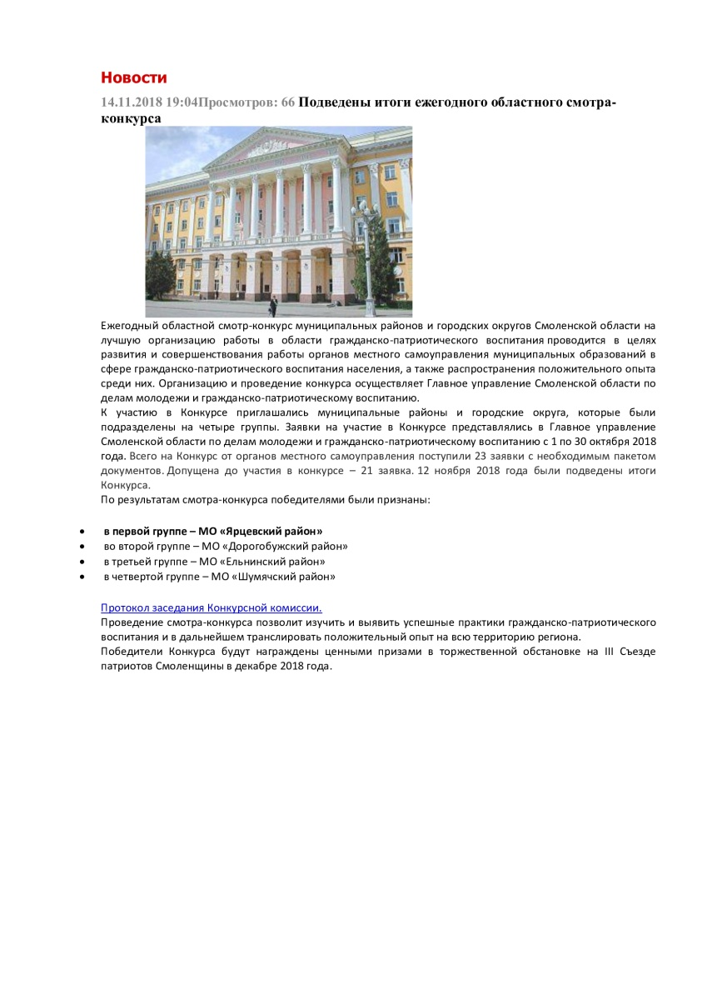 Новости
14.11.2018 19:04Просмотров: 66 Подведены итоги ежегодного областного смотра-
конкурса
Ежегодный областной смотр-конкурс муниципальных районов и городских округов Смоленской области на
лучшую организацию работы в области гражданско-патриотического воспитания проводится в целях
развития и совершенствования работы органов местного самоуправления муниципальных образований в
сфере гражданско-патриотического воспитания населения, а также распространения положительного опыта
среди них. Организацию и проведение конкурса осуществляет Главное управление Смоленской области по
делам молодежи и гражданско-патриотическому воспитанию.
К участию в Конкурсе приглашались муниципальные районы и городские округа, которые были
подразделены на четыре группы. Заявки на участие в Конкурсе представлялись в Главное управление
Смоленской области по делам молодежи и гражданско-патриотическому воспитанию с 1 по 30 октября 2018
года. Всего на Конкурс от органов местного самоуправления поступили 23 заявки с необходимым пакетом
документов. Допущена до участия в конкурсе – 21 заявка. 12 ноября 2018 года были подведены итоги
Конкурса.
По результатам смотра-конкурса победителями были признаны:
• в первой группе – МО «Ярцевский район»
• во второй группе – МО «Дорогобужский район»
• в третьей группе – МО «Ельнинский район»
• в четвертой группе – МО «Шумячский район»
Протокол заседания Конкурсной комиссии.
Проведение смотра-конкурса позволит изучить и выявить успешные практики гражданско-патриотического
воспитания и в дальнейшем транслировать положительный опыт на всю территорию региона.
Победители Конкурса будут награждены ценными призами в торжественной обстановке на III Съезде
патриотов Смоленщины в декабре 2018 года.